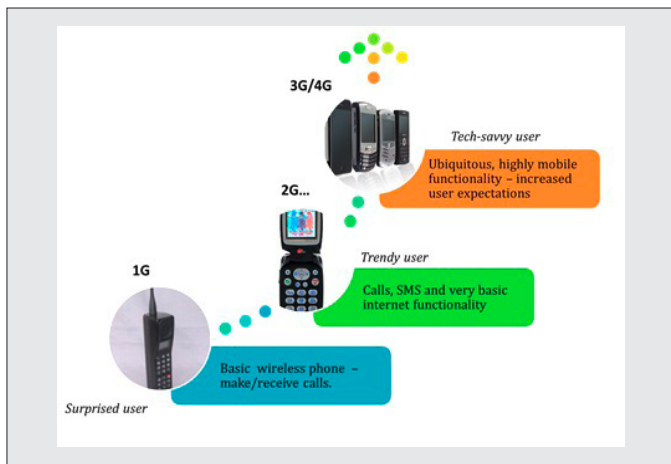 3G/4G
Tech-savvy user
Ubiquitous, highly mobile
functionality – increased
user expectations
2G...
Trendy user
Calls, SMS and very basic
internet functionality
1G
Basic wireless phone –
make/receive calls.
Surprised user